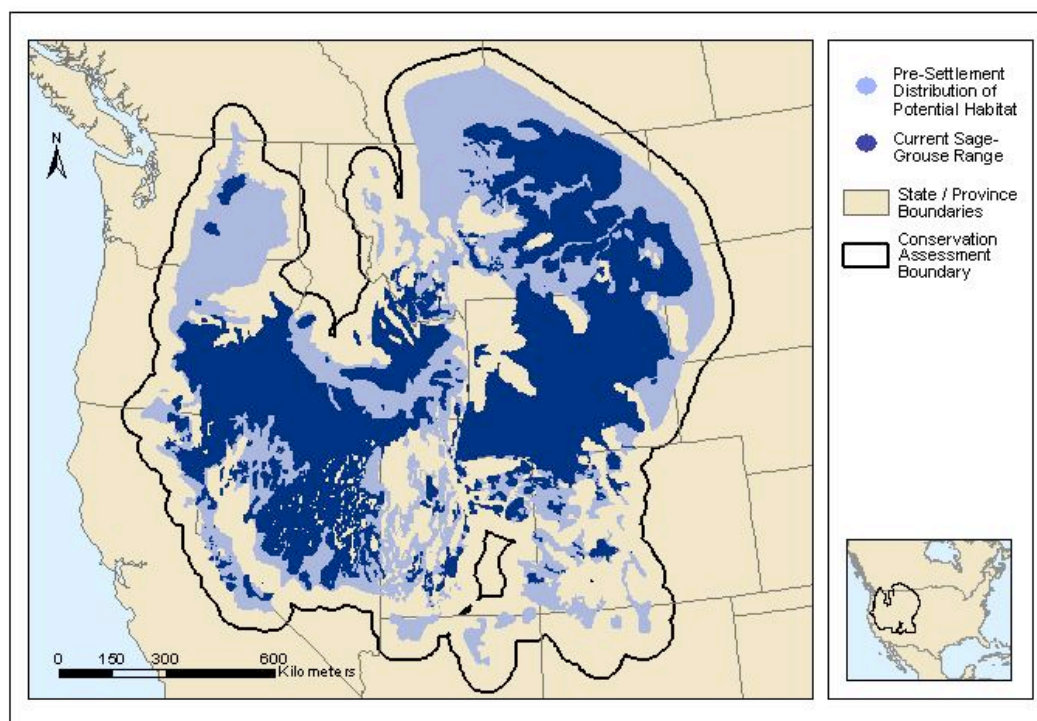 N
0 150 300 600
Kilometers
Pre-Settlement
Distribution of
Potential Habitat
Current Sage-
Grouse Range
State / Province
Boundaries
Conservation
Assessment
Boundary